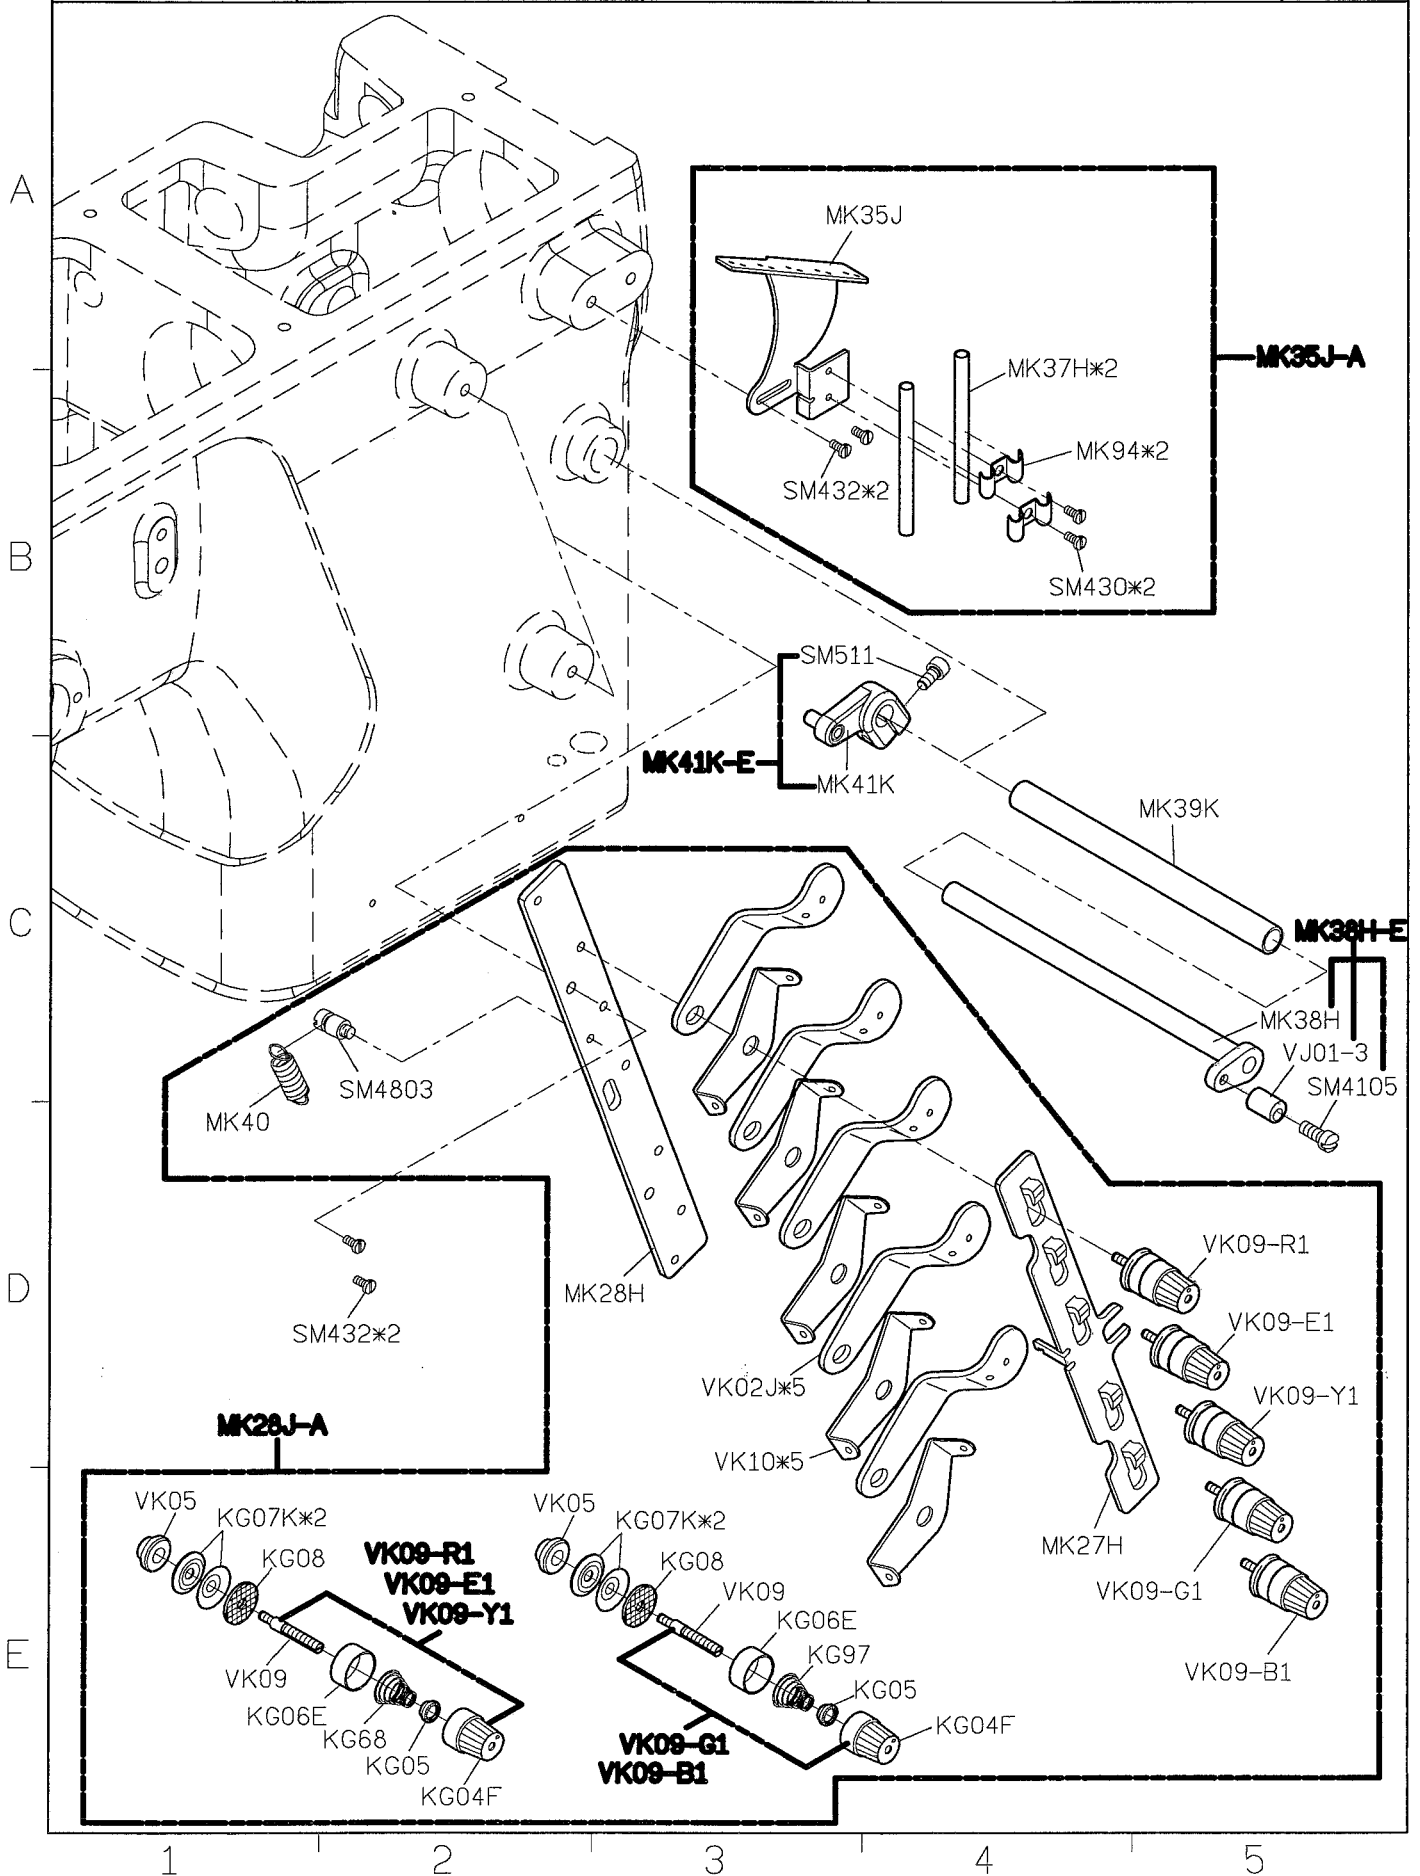 A
MK35J
MK35J-A
MK37H*2
MK94*2
SM432*2
B
SM430*2
SM511
MK41K-E
MK41K
MK39K
C
MK38H-E
MK38H
VJ01-3
SM4105
SM4803
MK40
VK09-R1
D
MK28H
SM432*2
VK09-E1
VK02J*5
VK09-Y1
MK28J-A
VK10*5
VK05
KG07K*2
KG08
VK09-R1
VK09-E1
VK09-Y1
VK05
KG07K*2
KG08
VK09
MK27H
VK09-G1
KG06E
E
VK09
KG06E
KG68
KG05
KG04F
KG97
KG05
KG04F
VK09-G1
VK09-B1
VK09-B1
1 2 3 4 5